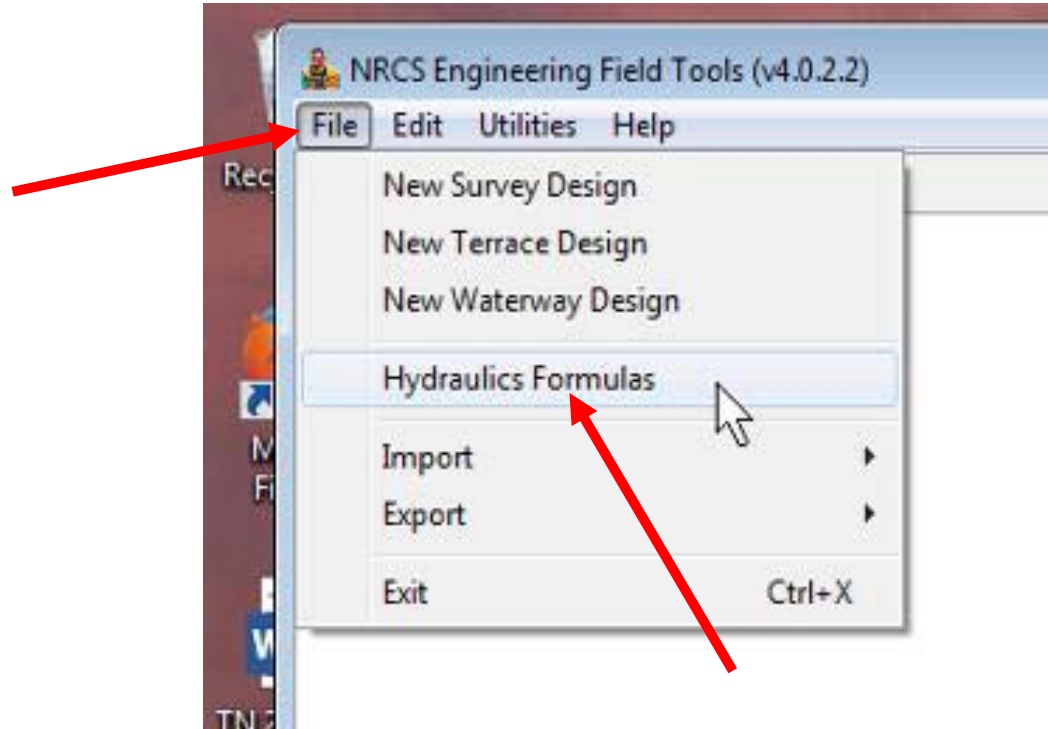 NRCS Engineering Field Tools (v4.0.2.2)
File Edit Utilities Help
New Survey Design
New Terrace Design
New Waterway Design
Hydraulics Formulas
Import
Export
Exit Ctrl+X